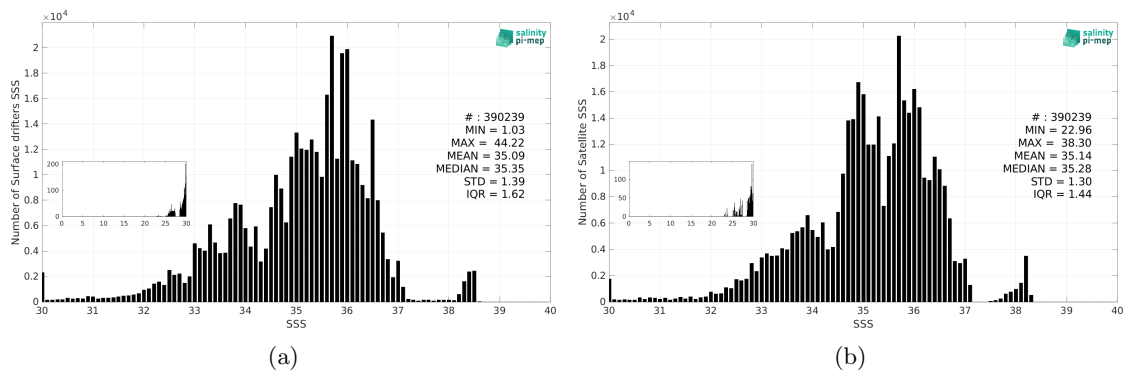 ×10⁴
2
1.8
1.6
1.4
1.2
1
0.8
0.6
0.4
0.2
0
Number of Surface drifters SSS
30 31 32 33 34 35 36 37 38 39 40
SSS
salinity
pi-mep
# : 390239
MIN = 1.03
MAX = 44.22
MEAN = 35.09
MEDIAN = 35.35
STD = 1.39
IQR = 1.62
200
100
0
0 5 10 15 20 25 30
(a)
×10⁴
2
1.8
1.6
1.4
1.2
1
0.8
0.6
0.4
0.2
0
Number of Satellite SSS
30 31 32 33 34 35 36 37 38 39 40
SSS
salinity
pi-mep
# : 390239
MIN = 22.96
MAX = 38.30
MEAN = 35.14
MEDIAN = 35.28
STD = 1.30
IQR = 1.44
100
50
0
0 5 10 15 20 25 30
(b)